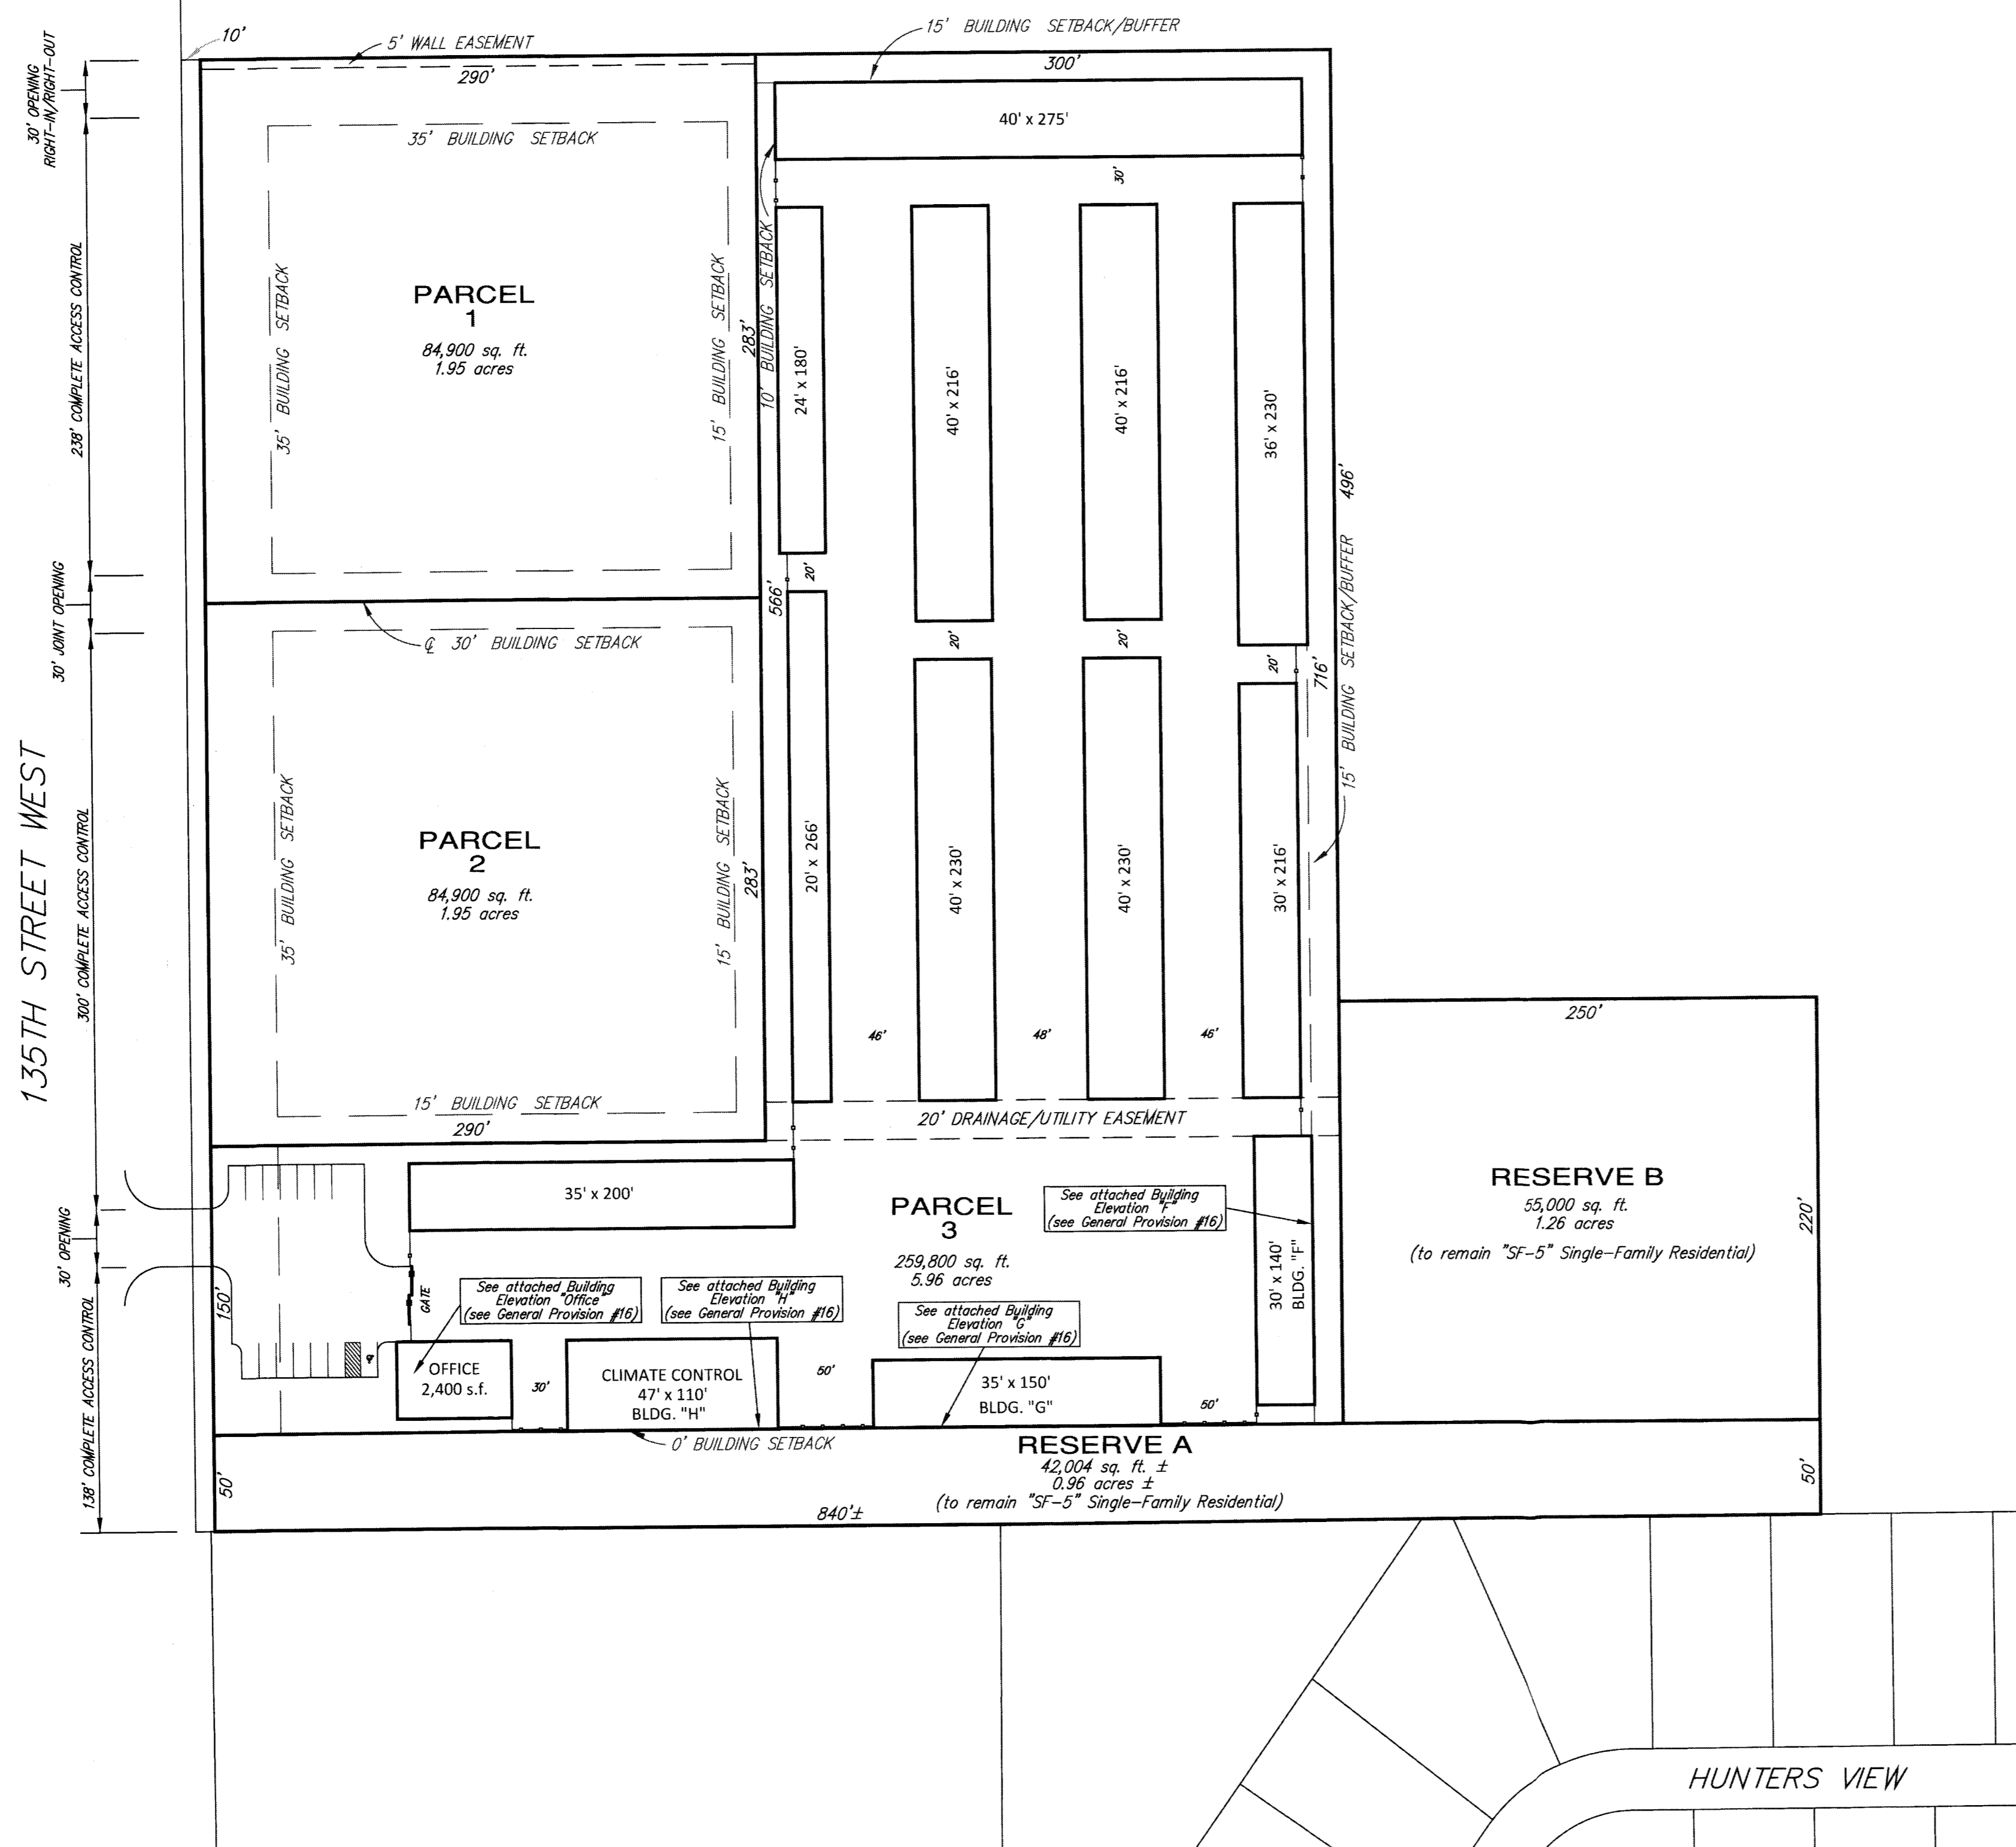 10'
5' WALL EASEMENT
15' BUILDING SETBACK/BUFFER
290'
300'
30' OPENING
RIGHT-IN/RIGHT-OUT
35' BUILDING SETBACK
40' x 275'
30'
238' COMPLETE ACCESS CONTROL
35' BUILDING SETBACK
PARCEL
1
84,900 sq. ft.
1.95 acres
15' BUILDING SETBACK
283'
10' BUILDING SETBACK
24' x 180'
40' x 216'
40' x 216'
36' x 230'
496'
30' JOINT OPENING
566'
20'
20'
20'
20'
716'
15' BUILDING SETBACK/BUFFER
℄ 30' BUILDING SETBACK
135TH STREET WEST
300' COMPLETE ACCESS CONTROL
35' BUILDING SETBACK
PARCEL
2
84,900 sq. ft.
1.95 acres
15' BUILDING SETBACK
283'
20' x 266'
40' x 230'
40' x 230'
30' x 216'
46'
48'
46'
250'
15' BUILDING SETBACK
290'
20' DRAINAGE/UTILITY EASEMENT
35' x 200'
PARCEL
3
259,800 sq. ft.
5.96 acres
See attached Building
Elevation "F"
(see General Provision #16)
30' x 140'
BLDG. "F"
RESERVE B
55,000 sq. ft.
1.26 acres
(to remain "SF-5" Single-Family Residential)
220'
30' OPENING
150'
GATE
See attached Building
Elevation "Office"
(see General Provision #16)
See attached Building
Elevation "H"
(see General Provision #16)
See attached Building
Elevation "G"
(see General Provision #16)
138' COMPLETE ACCESS CONTROL
OFFICE
2,400 s.f.
30'
CLIMATE CONTROL
47' x 110'
BLDG. "H"
50'
35' x 150'
BLDG. "G"
50'
0' BUILDING SETBACK
50'
RESERVE A
42,004 sq. ft. ±
0.96 acres ±
(to remain "SF-5" Single-Family Residential)
840'±
50'
HUNTERS VIEW